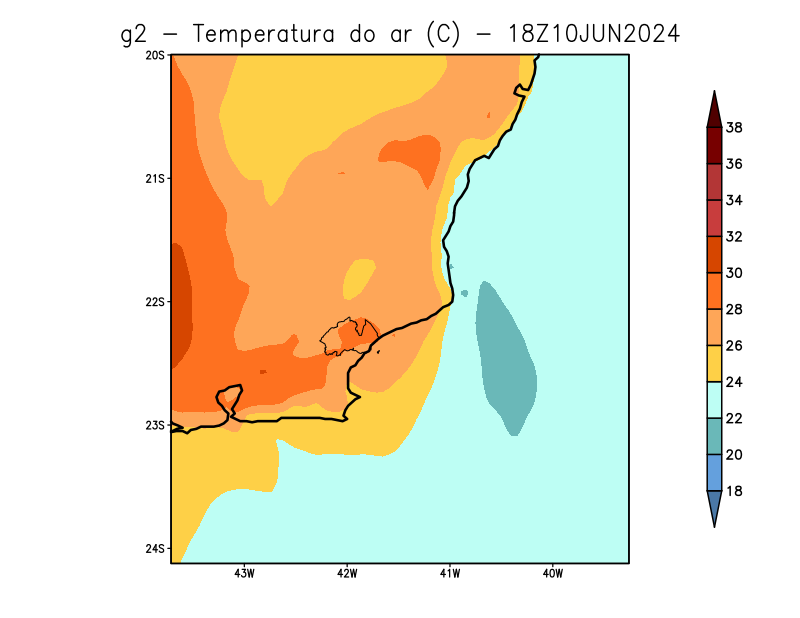 g2 – Temperatura do ar (C) – 18Z10JUN2024
20S
21S
22S
23S
24S
43W
42W
41W
40W
38
36
34
32
30
28
26
24
22
20
18